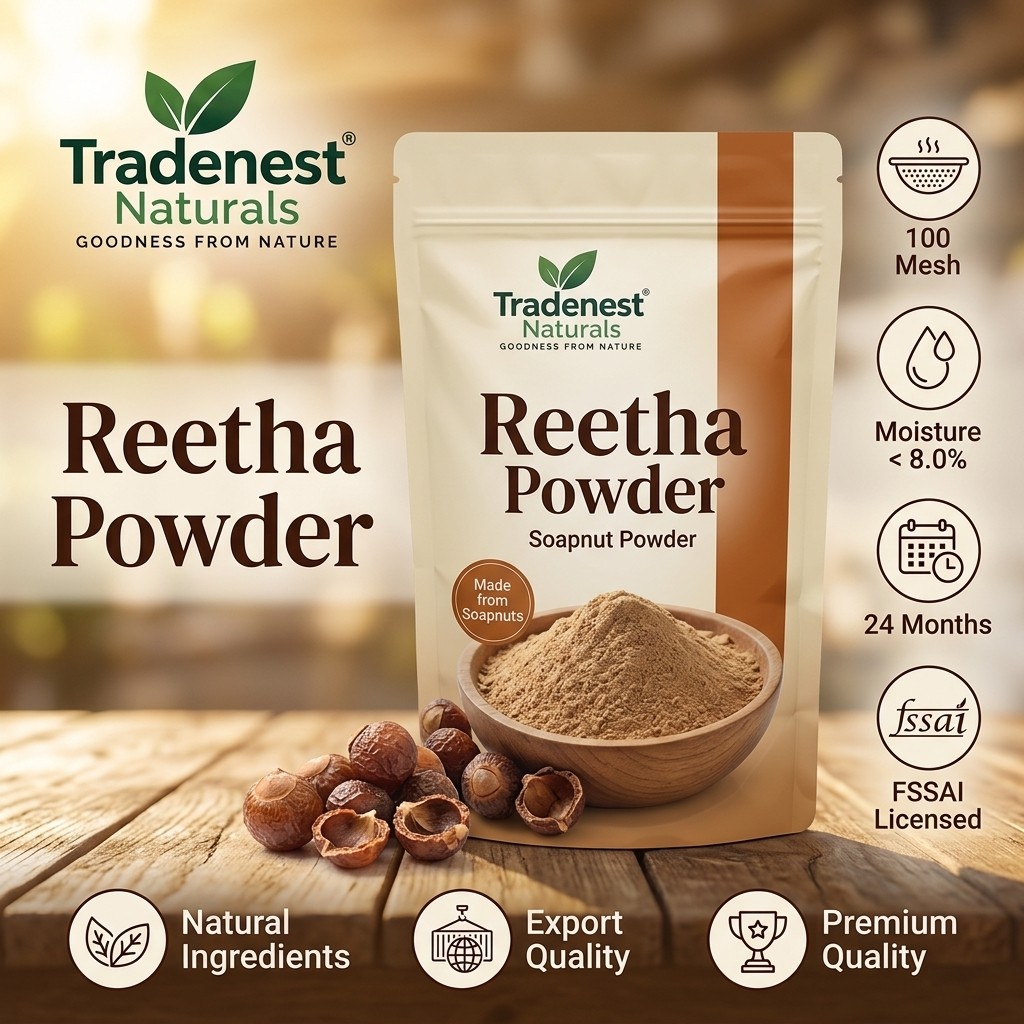 Tradenest®
Naturals
GOODNESS FROM NATURE
Reetha
Powder
Tradenest®
Naturals
GOODNESS FROM NATURE
Reetha
Powder
Soapnut Powder
Made
from
Soapnuts
100
Mesh
Moisture
< 8.0%
24 Months
fssai
FSSAI
Licensed
Natural
Ingredients
Export
Quality
Premium
Quality